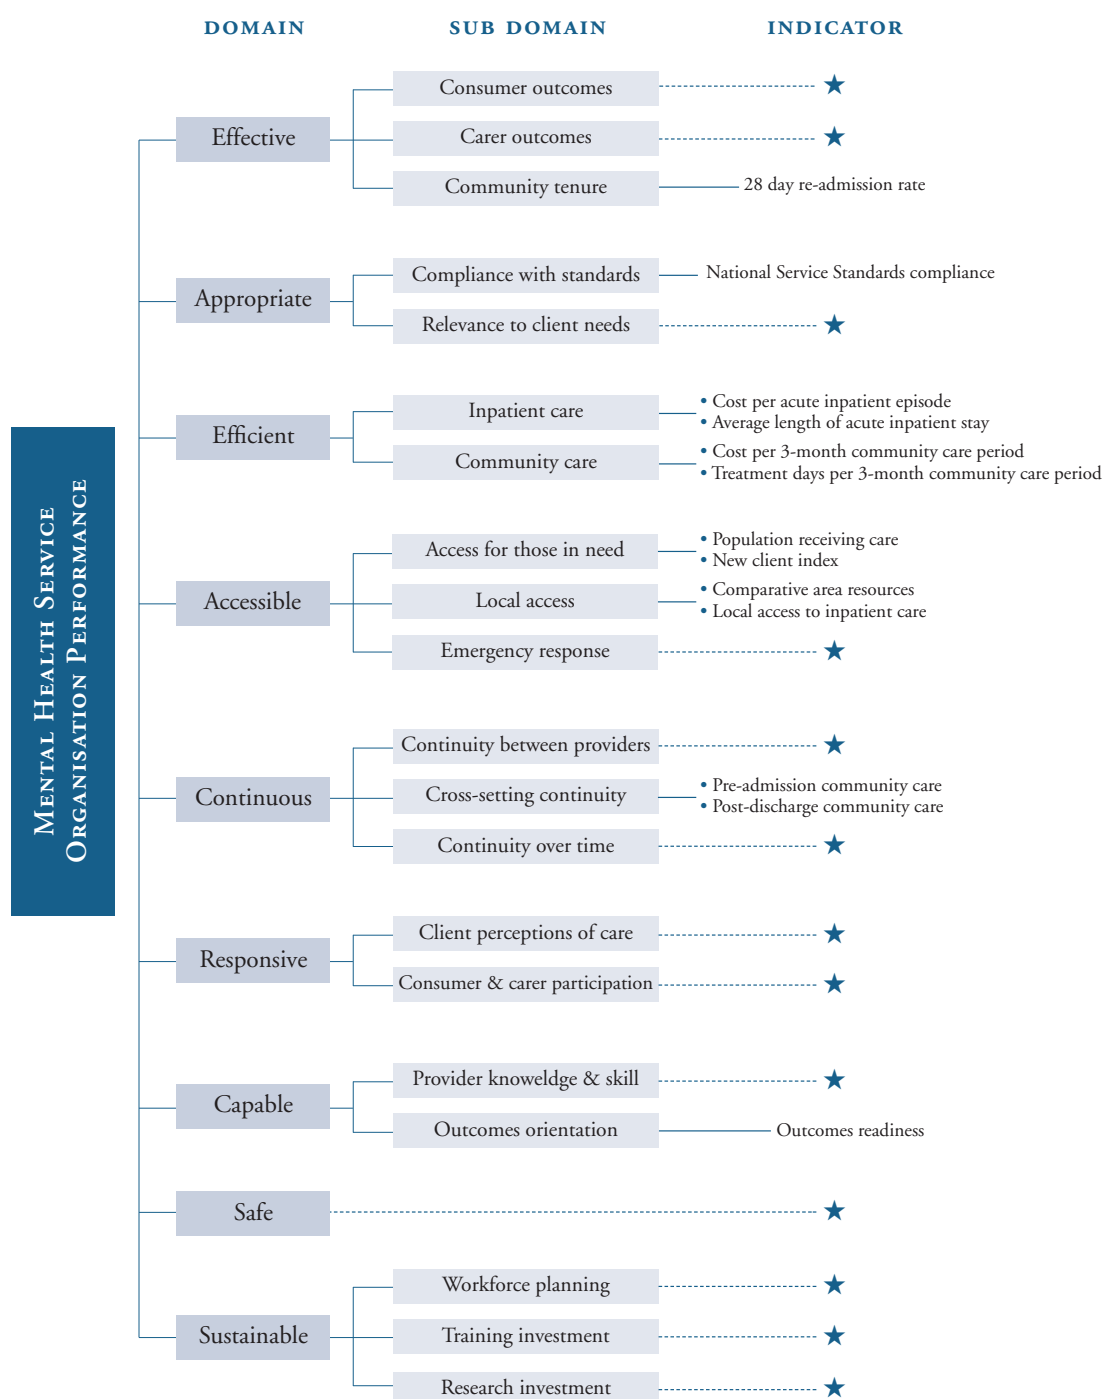 DOMAIN SUB DOMAIN INDICATOR
MENTAL HEALTH SERVICE
ORGANISATION PERFORMANCE
Effective
Consumer outcomes
Carer outcomes
Community tenure
28 day re-admission rate
Appropriate
Compliance with standards
National Service Standards compliance
Relevance to client needs
Efficient
Inpatient care
• Cost per acute inpatient episode
• Average length of acute inpatient stay
Community care
• Cost per 3-month community care period
• Treatment days per 3-month community care period
Accessible
Access for those in need
• Population receiving care
• New client index
Local access
• Comparative area resources
• Local access to inpatient care
Emergency response
Continuous
Continuity between providers
Cross-setting continuity
• Pre-admission community care
• Post-discharge community care
Continuity over time
Responsive
Client perceptions of care
Consumer & carer participation
Capable
Provider knoweldge & skill
Outcomes orientation
Outcomes readiness
Safe
Sustainable
Workforce planning
Training investment
Research investment